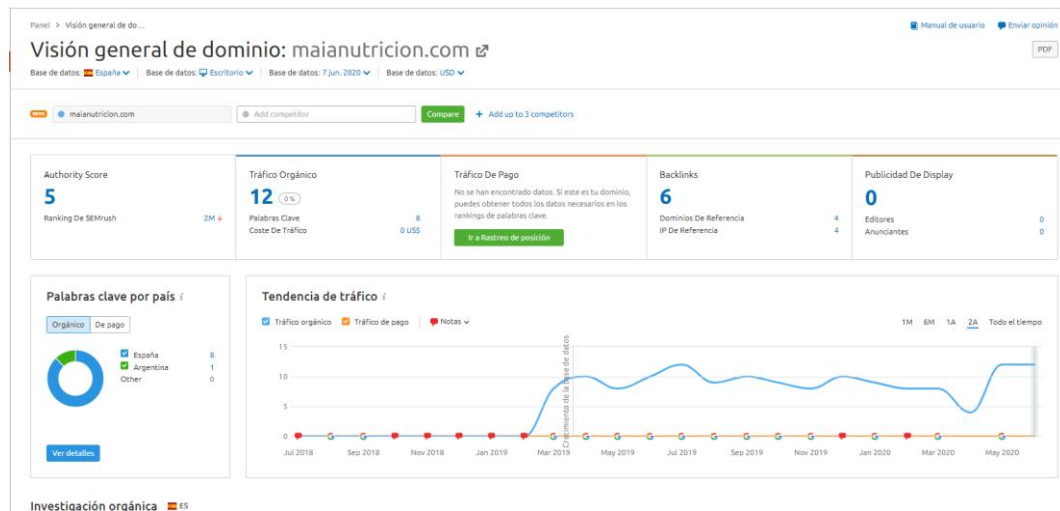 Panel > Visión general de do...
Manual de usuario Enviar opinión
Visión general de dominio: maianutricion.com
PDF
Base de datos: España Base de datos: Escritorio Base de datos: 7 jun. 2020 Base de datos: USD
maianutricion.com Add competitor Compare + Add up to 3 competitors
Authority Score
5
Ranking De SEMrush 2M
Tráfico Orgánico
12 0 %
Palabras Clave 8
Coste De Tráfico 0 US$
Tráfico De Pago
No se han encontrado datos. Si este es tu dominio,
puedes obtener todos los datos necesarios en los
rankings de palabras clave.
Ir a Rastreo de posición
Backlinks
6
Dominios De Referencia 4
IP De Referencia 4
Publicidad De Display
0
Editores 0
Anunciantes 0
Palabras clave por país i
Orgánico De pago
España 8
Argentina 1
Other 0
Ver detalles
Tendencia de tráfico i
Tráfico orgánico Tráfico de pago Notas
1M 6M 1A 2A Todo el tiempo
15
10
5
0
Crecimiento de la base de datos
Jul 2018 Sep 2018 Nov 2018 Jan 2019 Mar 2019 May 2019 Jul 2019 Sep 2019 Nov 2019 Jan 2020 Mar 2020 May 2020
Investigación orgánica ES